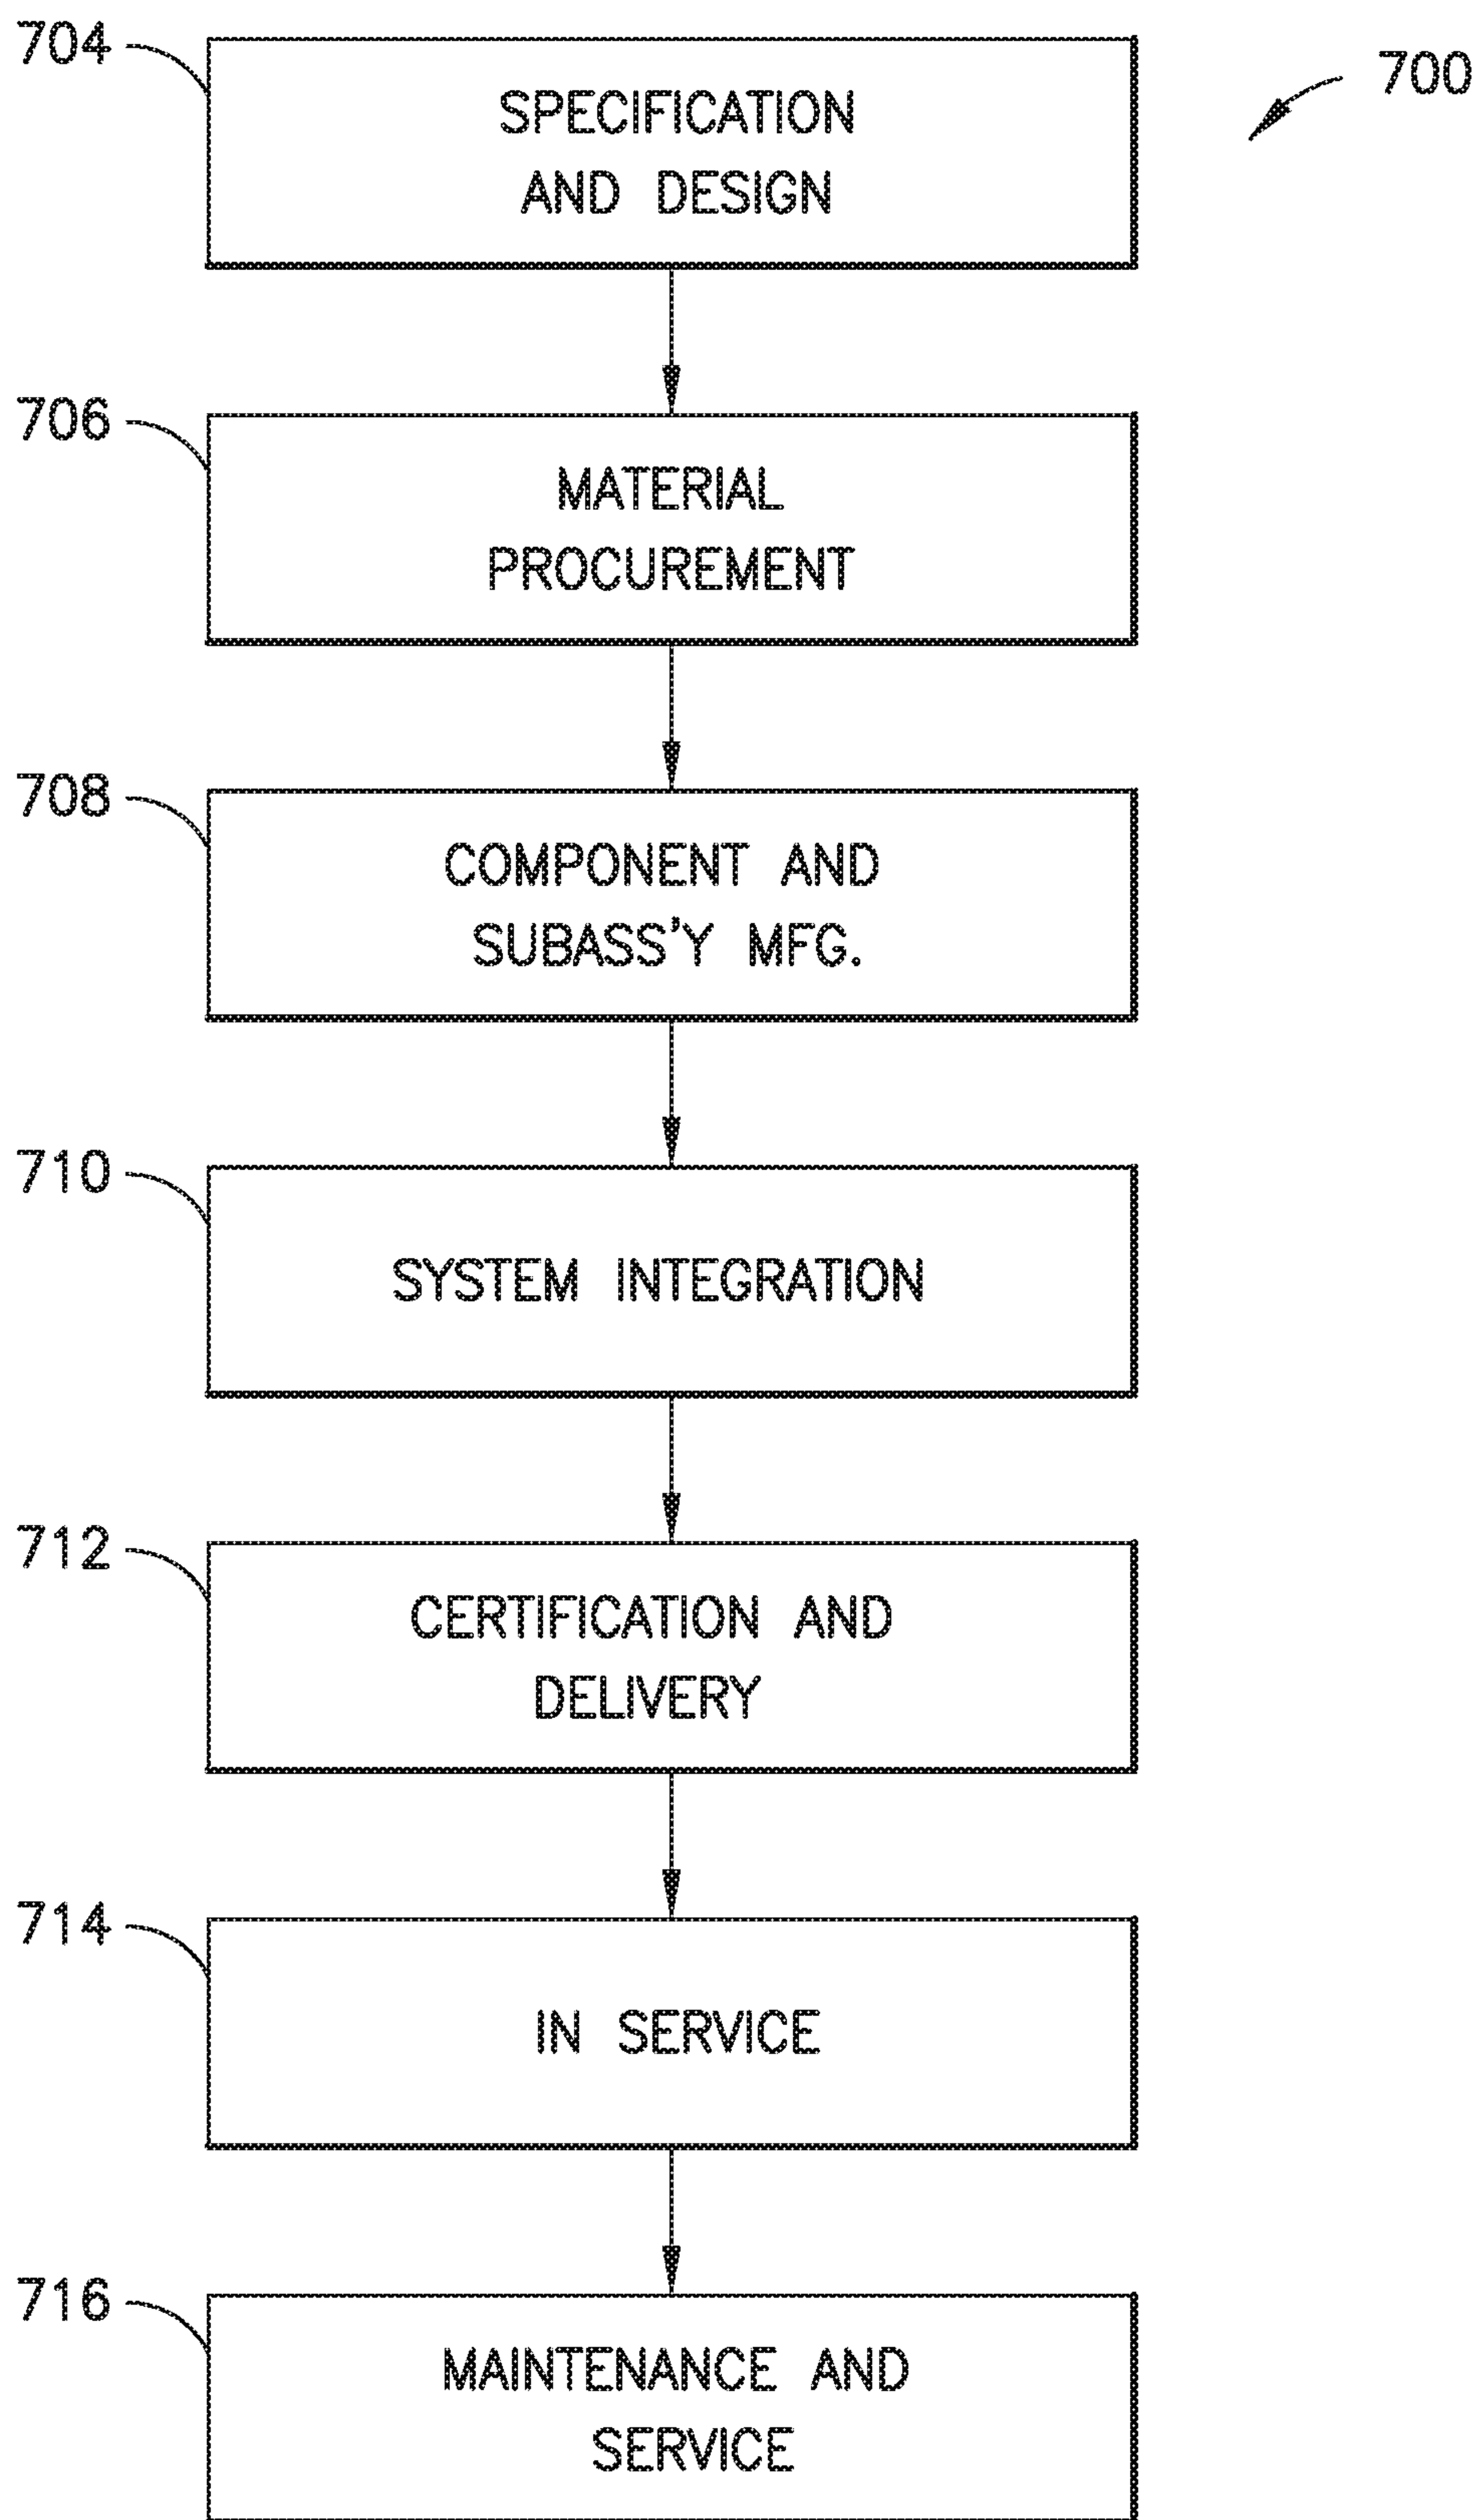 704
700
SPECIFICATION
AND DESIGN
706
MATERIAL
PROCUREMENT
708
COMPONENT AND
SUBASS'Y MFG.
710
SYSTEM INTEGRATION
712
CERTIFICATION AND
DELIVERY
714
IN SERVICE
716
MAINTENANCE AND
SERVICE